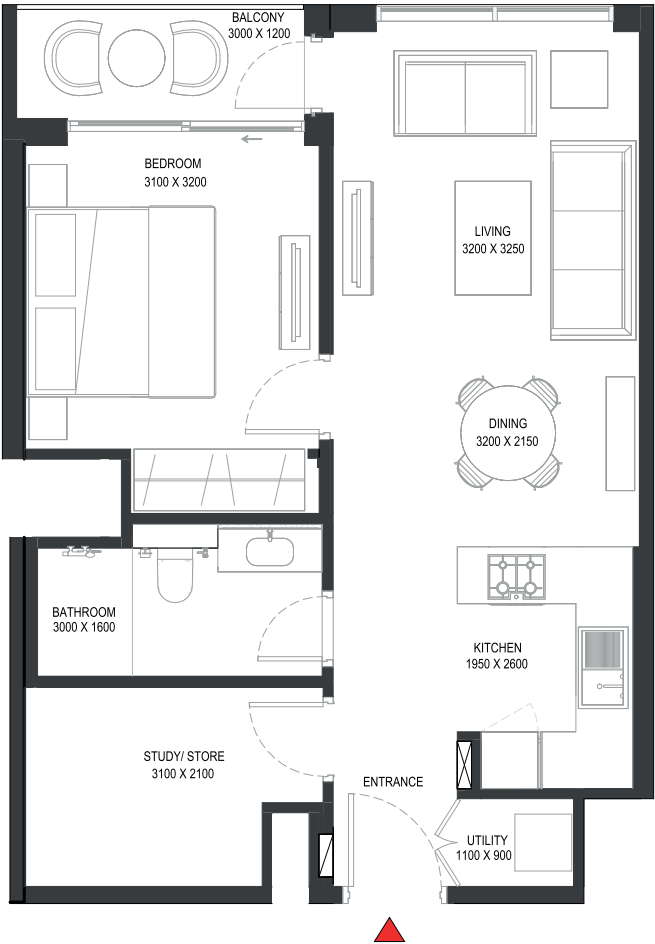 BALCONY
3000 X 1200
BEDROOM
3100 X 3200
LIVING
3200 X 3250
DINING
3200 X 2150
BATHROOM
3000 X 1600
KITCHEN
1950 X 2600
STUDY/ STORE
3100 X 2100
ENTRANCE
UTILITY
1100 X 900